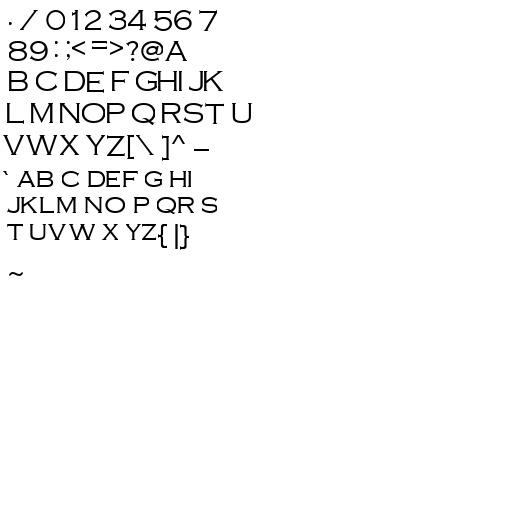 . / 0 1 2 3 4 5 6 7
8 9 : ; < = > ? @ A
B C D E F G H I J K
L M N O P Q R S T U
V W X Y Z [ \ ] ^ _
` A B C D E F G H I
J K L M N O P Q R S
T U V W X Y Z { | }
~